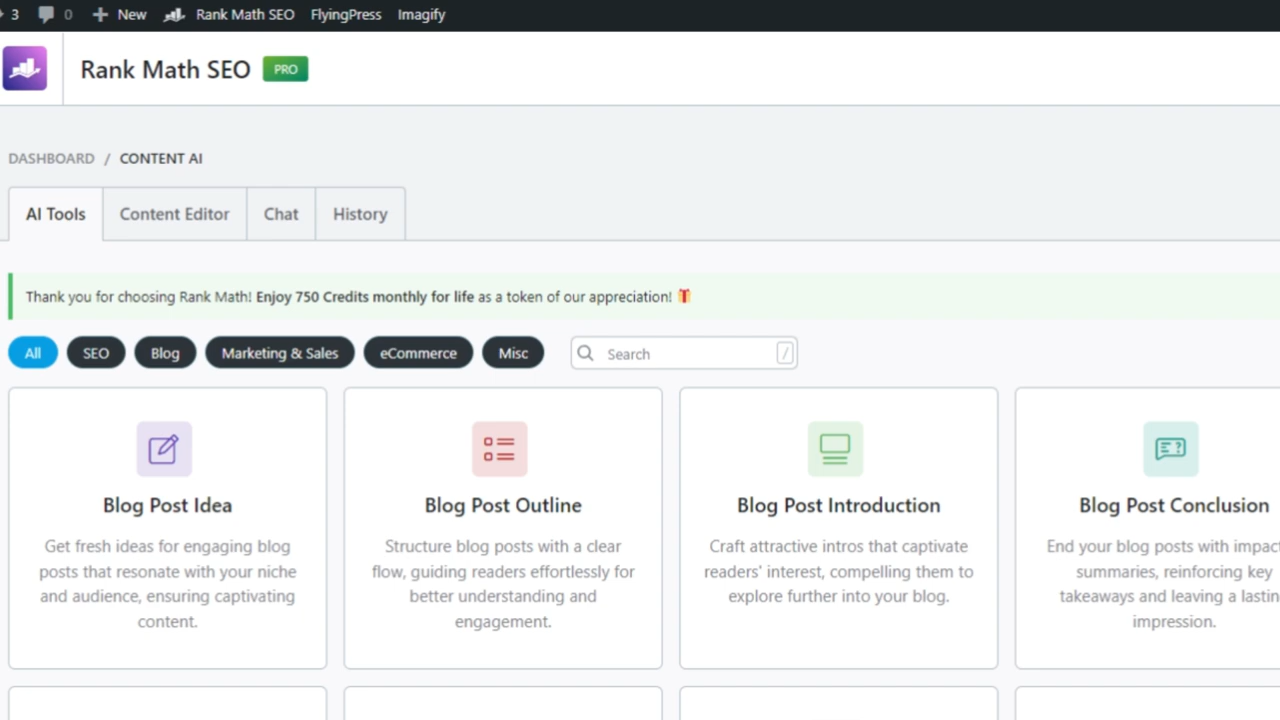 3 0 New Rank Math SEO FlyingPress Imagify
Rank Math SEO PRO
DASHBOARD / CONTENT AI
AI Tools Content Editor Chat History
Thank you for choosing Rank Math! Enjoy 750 Credits monthly for life as a token of our appreciation! 🎁
All SEO Blog Marketing & Sales eCommerce Misc Search /
Blog Post Idea
Get fresh ideas for engaging blog
posts that resonate with your niche
and audience, ensuring captivating
content.
Blog Post Outline
Structure blog posts with a clear
flow, guiding readers effortlessly for
better understanding and
engagement.
Blog Post Introduction
Craft attractive intros that captivate
readers' interest, compelling them to
explore further into your blog.
Blog Post Conclusion
End your blog posts with impact
summaries, reinforcing key
takeaways and leaving a lastin
impression.